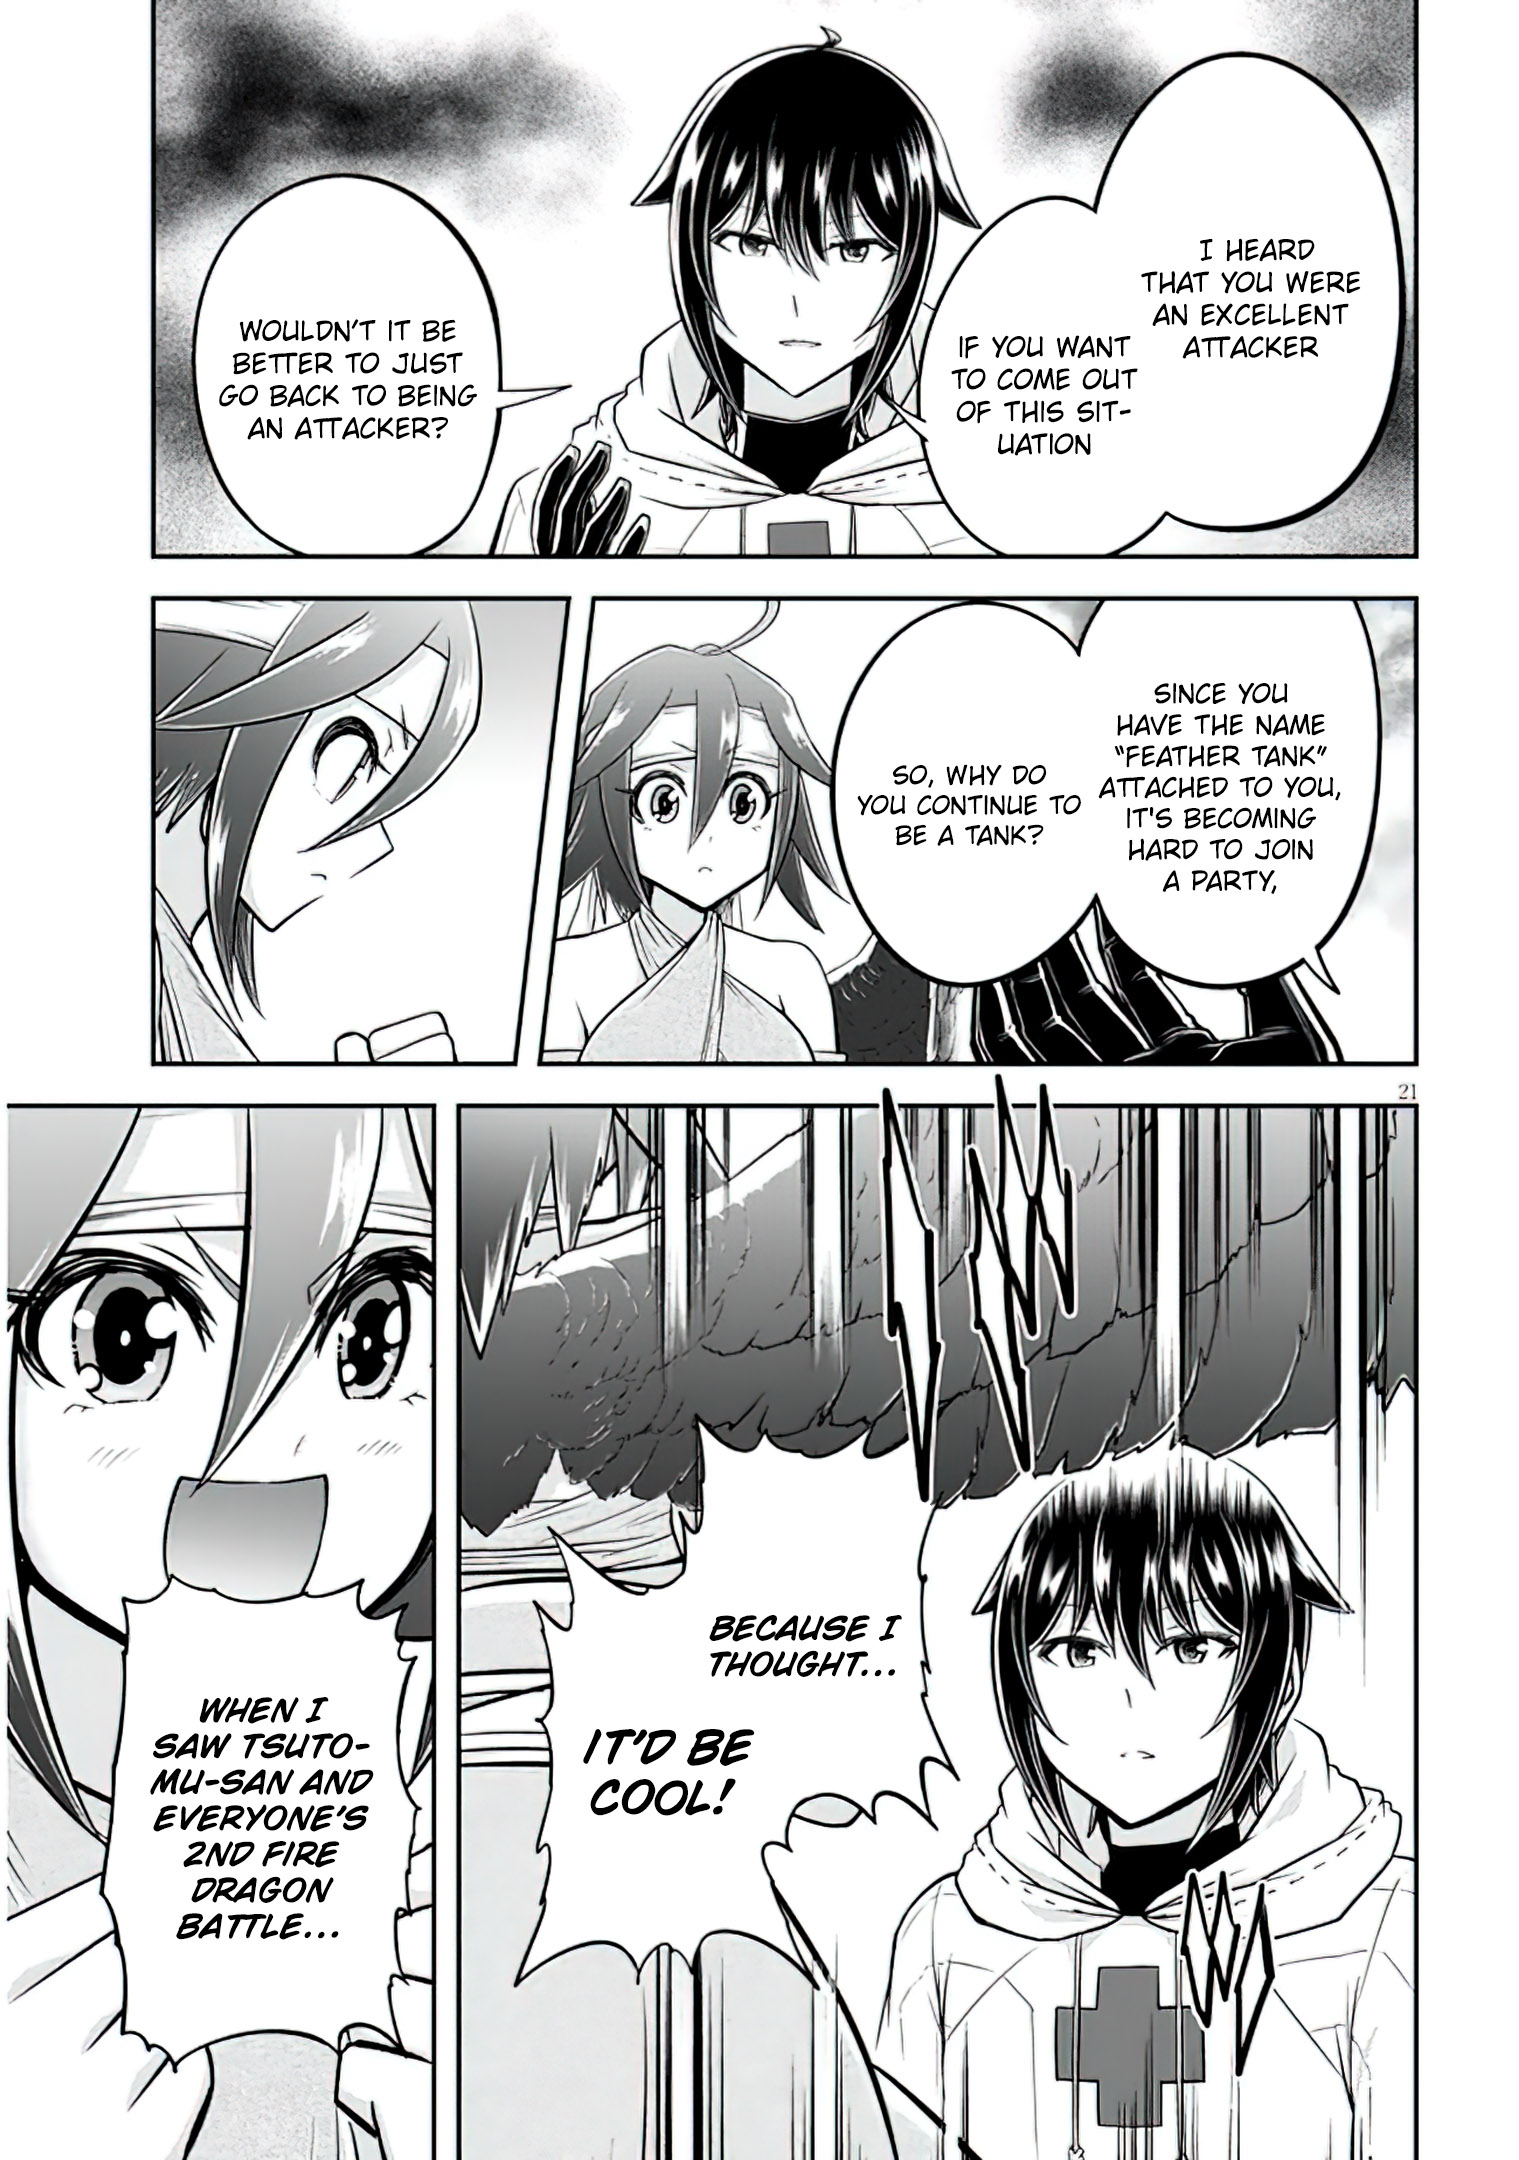 I HEARD
THAT YOU WERE
AN EXCELLENT
ATTACKER
IF YOU WANT
TO COME OUT
OF THIS SIT-
UATION
WOULDN'T IT BE
BETTER TO JUST
GO BACK TO BEING
AN ATTACKER?
SINCE YOU
HAVE THE NAME
"FEATHER TANK"
ATTACHED TO YOU,
IT'S BECOMING
HARD TO JOIN
A PARTY,
SO, WHY DO
YOU CONTINUE TO
BE A TANK?
21
BECAUSE I
THOUGHT...
IT'D BE
COOL!
WHEN I
SAW TSUTO-
MU-SAN AND
EVERYONE'S
2ND FIRE
DRAGON
BATTLE...